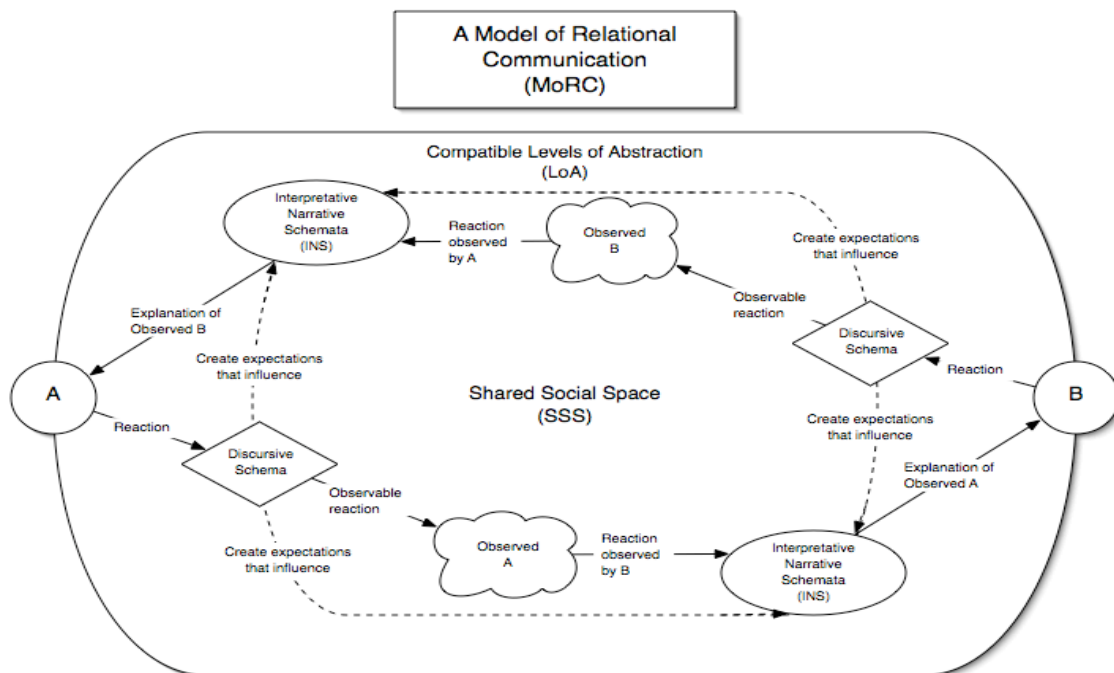 A Model of Relational
Communication
(MoRC)
Compatible Levels of Abstraction
(LoA)
Interpretative
Narrative
Schemata
(INS)
Reaction
observed
by A
Observed
B
Create expectations
that influence
Explanation of
Observed B
Observable
reaction
Discursive
Schema
Create expectations
that influence
A
Shared Social Space
(SSS)
Reaction
B
Reaction
Create expectations
that influence
Discursive
Schema
Explanation of
Observed A
Observable
reaction
Create expectations
that influence
Observed
A
Reaction
observed
by B
Interpretative
Narrative
Schemata
(INS)